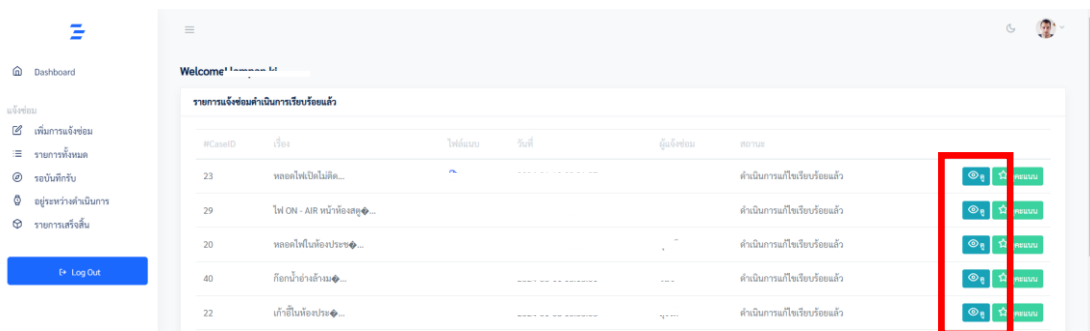 Dashboard
แจ้งซ่อม
เพิ่มการแจ้งซ่อม
รายการทั้งหมด
รอบันทึกรับ
อยู่ระหว่างดำเนินการ
รายการเสร็จสิ้น
Log Out
Welcome!
รายการแจ้งซ่อมดำเนินการเรียบร้อยแล้ว
#CaseID เรื่อง ไฟล์แนบ วันที่ ผู้แจ้งซ่อม สถานะ
23 หลอดไฟเปิดไม่ติด... ดำเนินการแก้ไขเรียบร้อยแล้ว ดู คะแนน
29 ไฟ ON - AIR หน้าห้องสตู�... ดำเนินการแก้ไขเรียบร้อยแล้ว ดู คะแนน
20 หลอดไฟในห้องประช�... ดำเนินการแก้ไขเรียบร้อยแล้ว ดู คะแนน
40 ก๊อกน้ำอ่างล้างม�... ดำเนินการแก้ไขเรียบร้อยแล้ว ดู คะแนน
22 เก้าอี้ในห้องประ�... ดำเนินการแก้ไขเรียบร้อยแล้ว ดู คะแนน